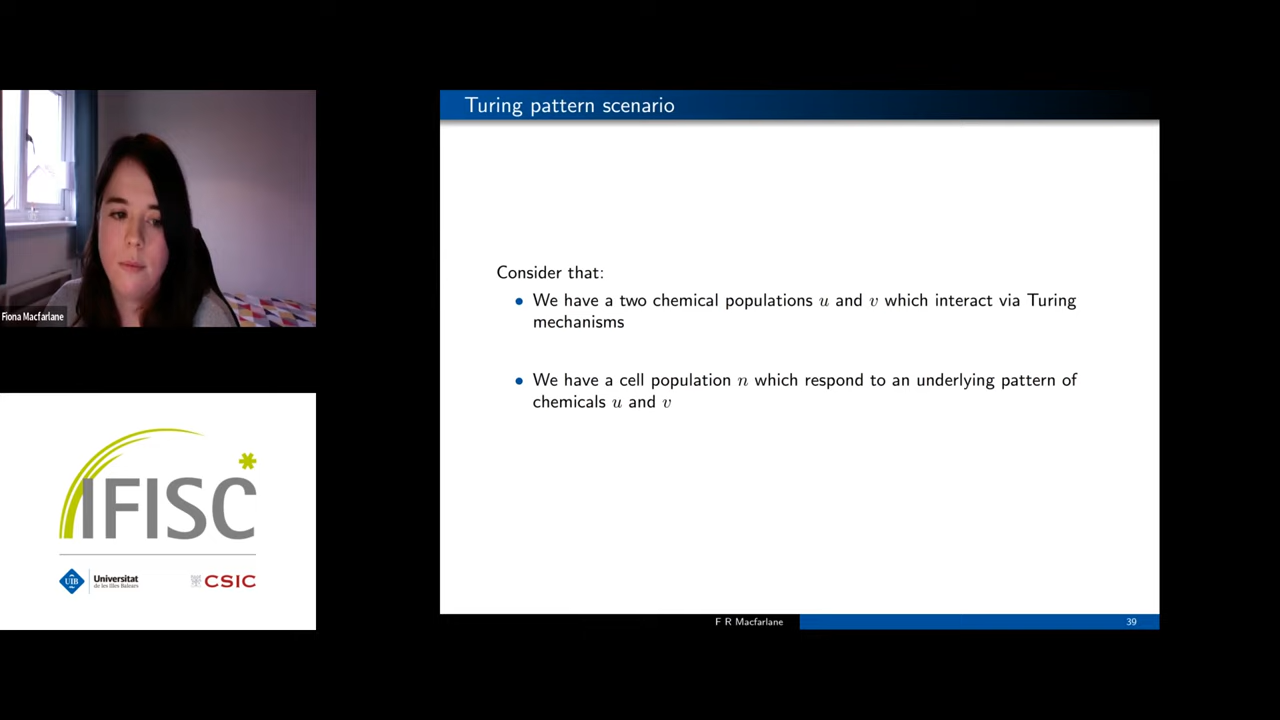 Turing pattern scenario
Consider that:
We have a two chemical populations u and v which interact via Turing
mechanisms
We have a cell population n which respond to an underlying pattern of
chemicals u and v
F R Macfarlane
39
Fiona Macfarlane
IFISC
UIB
Universitat
de les Illes Balears
CSIC